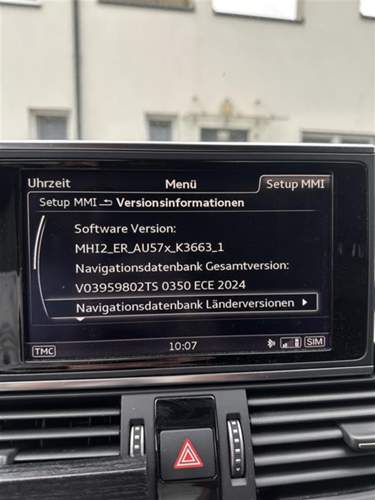 Uhrzeit Menü Setup MMI
Setup MMI Versionsinformationen
Software Version:
MHI2_ER_AU57x_K3663_1
Navigationsdatenbank Gesamtversion:
V03959802TS 0350 ECE 2024
Navigationsdatenbank Länderversionen
TMC 10:07 SIM